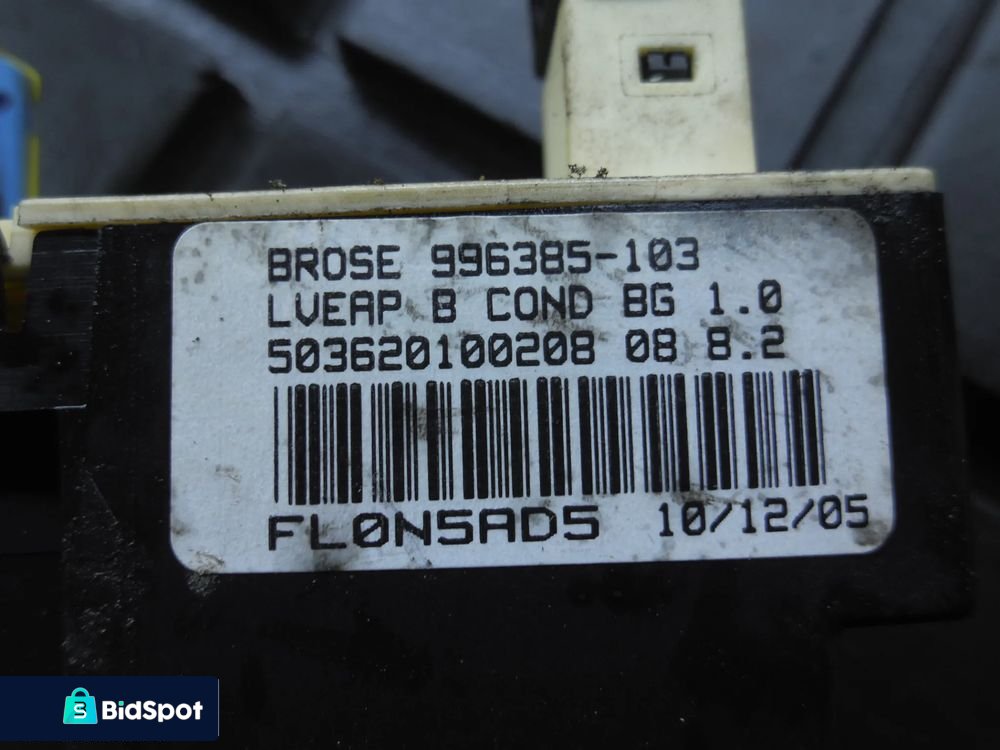 BROSE 996385-103
LVEAP B COND BG 1.0
503620100208 08 8.2
FL0N5AD5 10/12/05
BidSpot